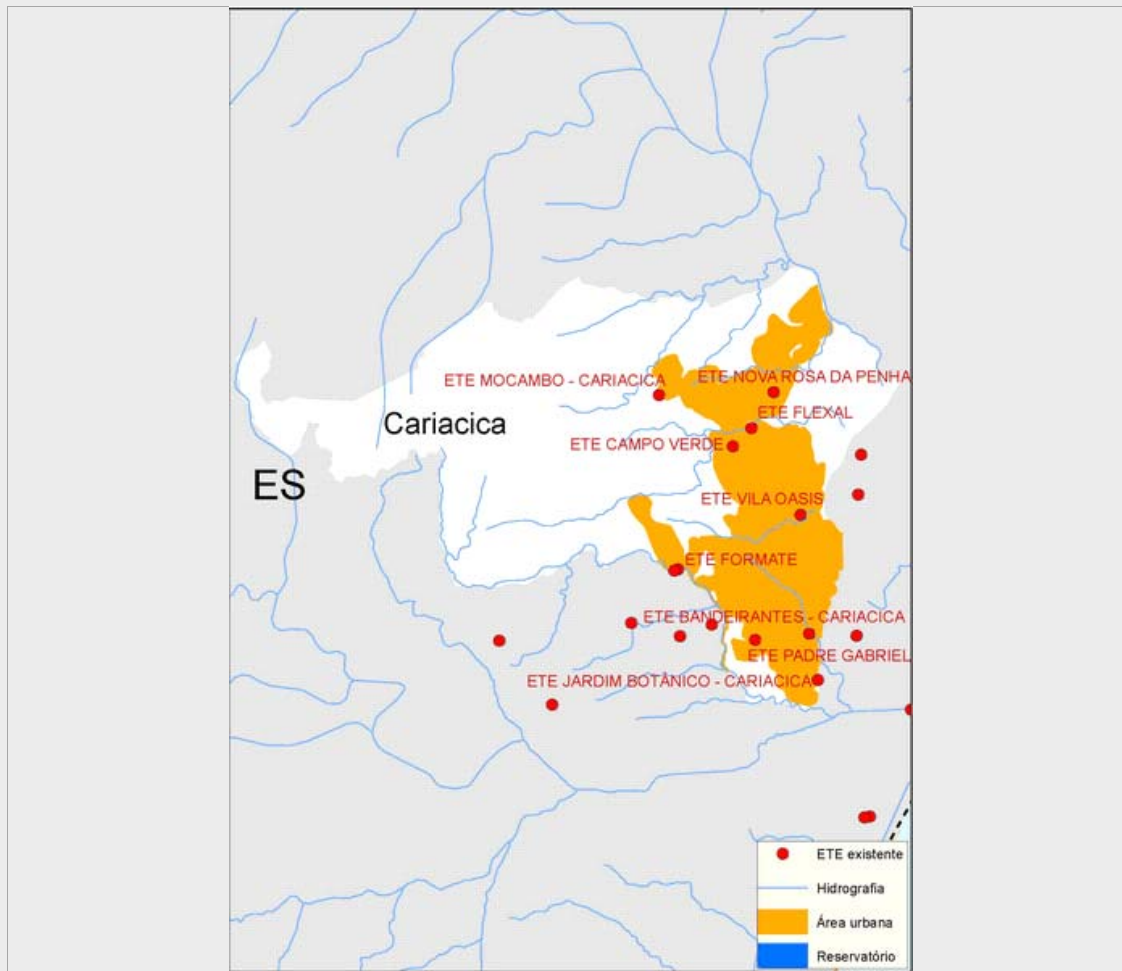 ETE MOCAMBO - CARIACICA
ETE NOVA ROSA DA PENHA
ETE FLEXAL
Cariacica
ETE CAMPO VERDE
ES
ETE VILA OASIS
ETE FORMATE
ETE BANDEIRANTES - CARIACICA
ETE PADRE GABRIEL
ETE JARDIM BOTÂNICO - CARIACICA
ETE existente
Hidrografia
Área urbana
Reservatório